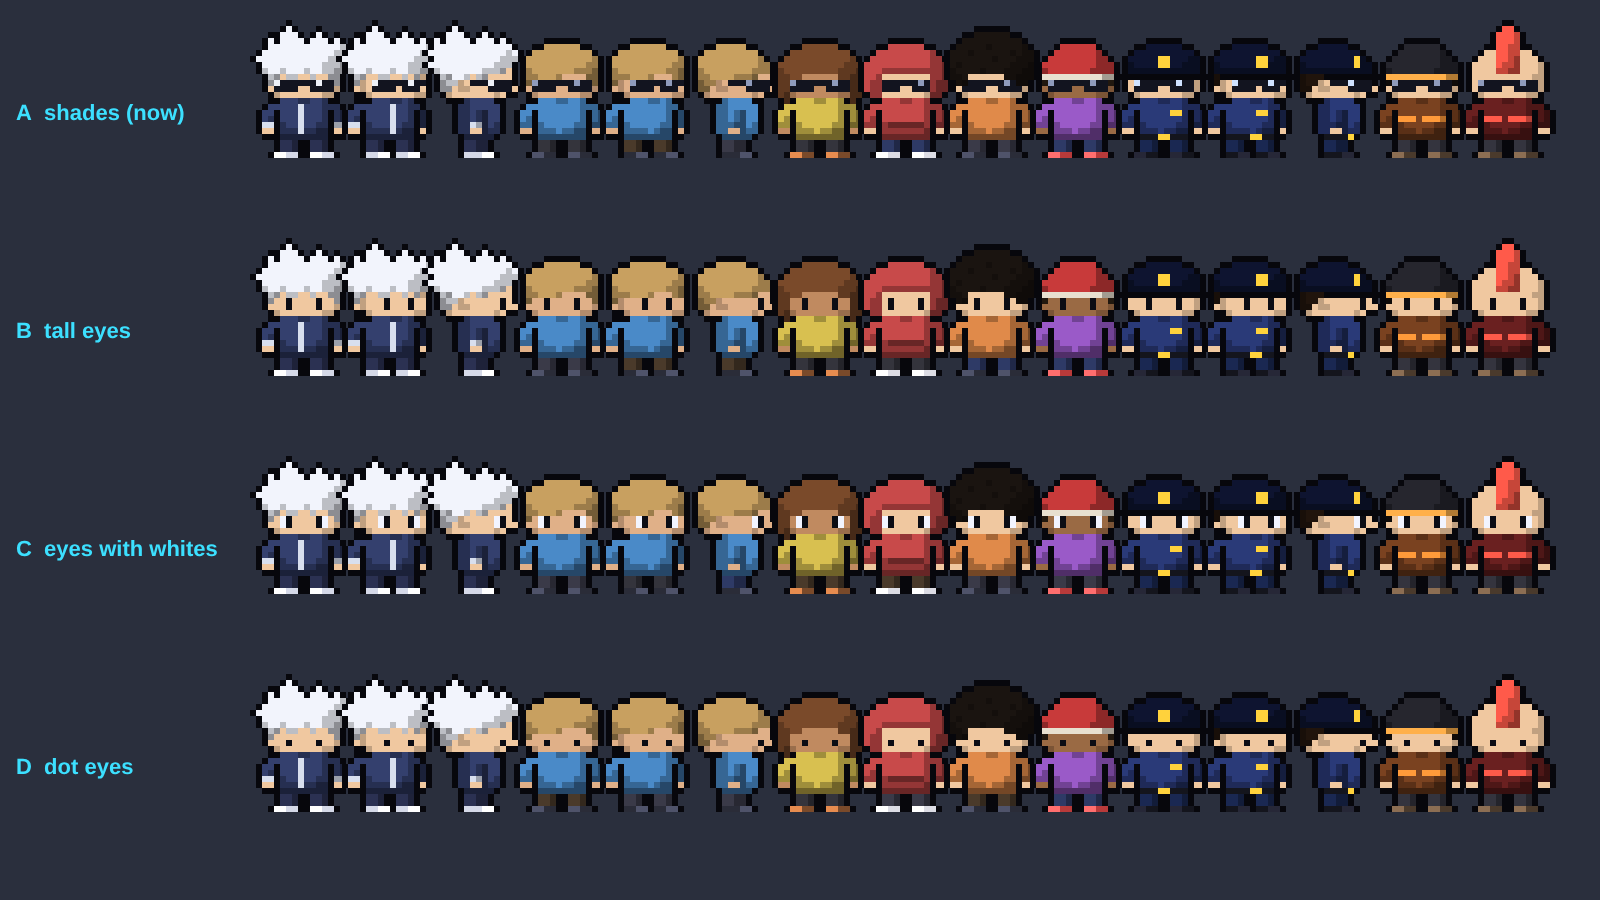 A shades (now)
B tall eyes
C eyes with whites
D dot eyes